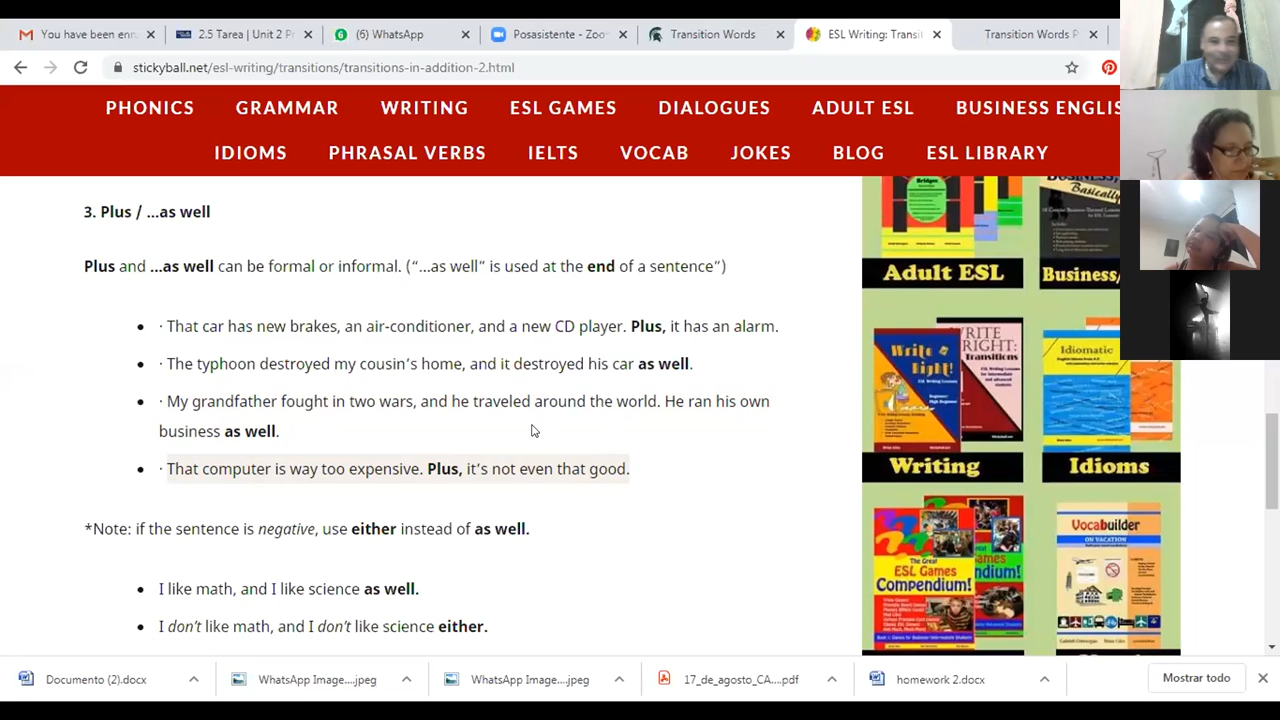 You have been enr
2.5 Tarea | Unit 2 Pr
(6) WhatsApp
Posasistente - Zoo
Transition Words
ESL Writing: Transi
Transition Words P
stickyball.net/esl-writing/transitions/transitions-in-addition-2.html
PHONICS GRAMMAR WRITING ESL GAMES DIALOGUES ADULT ESL BUSINESS ENGLIS
IDIOMS PHRASAL VERBS IELTS VOCAB JOKES BLOG ESL LIBRARY
3. Plus / ...as well
Plus and ...as well can be formal or informal. (“...as well” is used at the end of a sentence”)
· That car has new brakes, an air-conditioner, and a new CD player. Plus, it has an alarm.
· The typhoon destroyed my cousin’s home, and it destroyed his car as well.
· My grandfather fought in two wars, and he traveled around the world. He ran his own
business as well.
· That computer is way too expensive. Plus, it’s not even that good.
*Note: if the sentence is negative, use either instead of as well.
I like math, and I like science as well.
I don’t like math, and I don’t like science either.
Bridges
Adult ESL
Basically
Business/
Write
Right!
WRITE
RIGHT:
Transitions
Writing
Idiomatic
Idioms
The Great
ESL Games
Compendium!
Vocabuilder
ON VACATION
Documento (2).docx
WhatsApp Image....jpeg
WhatsApp Image....jpeg
17_de_agosto_CA....pdf
homework 2.docx
Mostrar todo